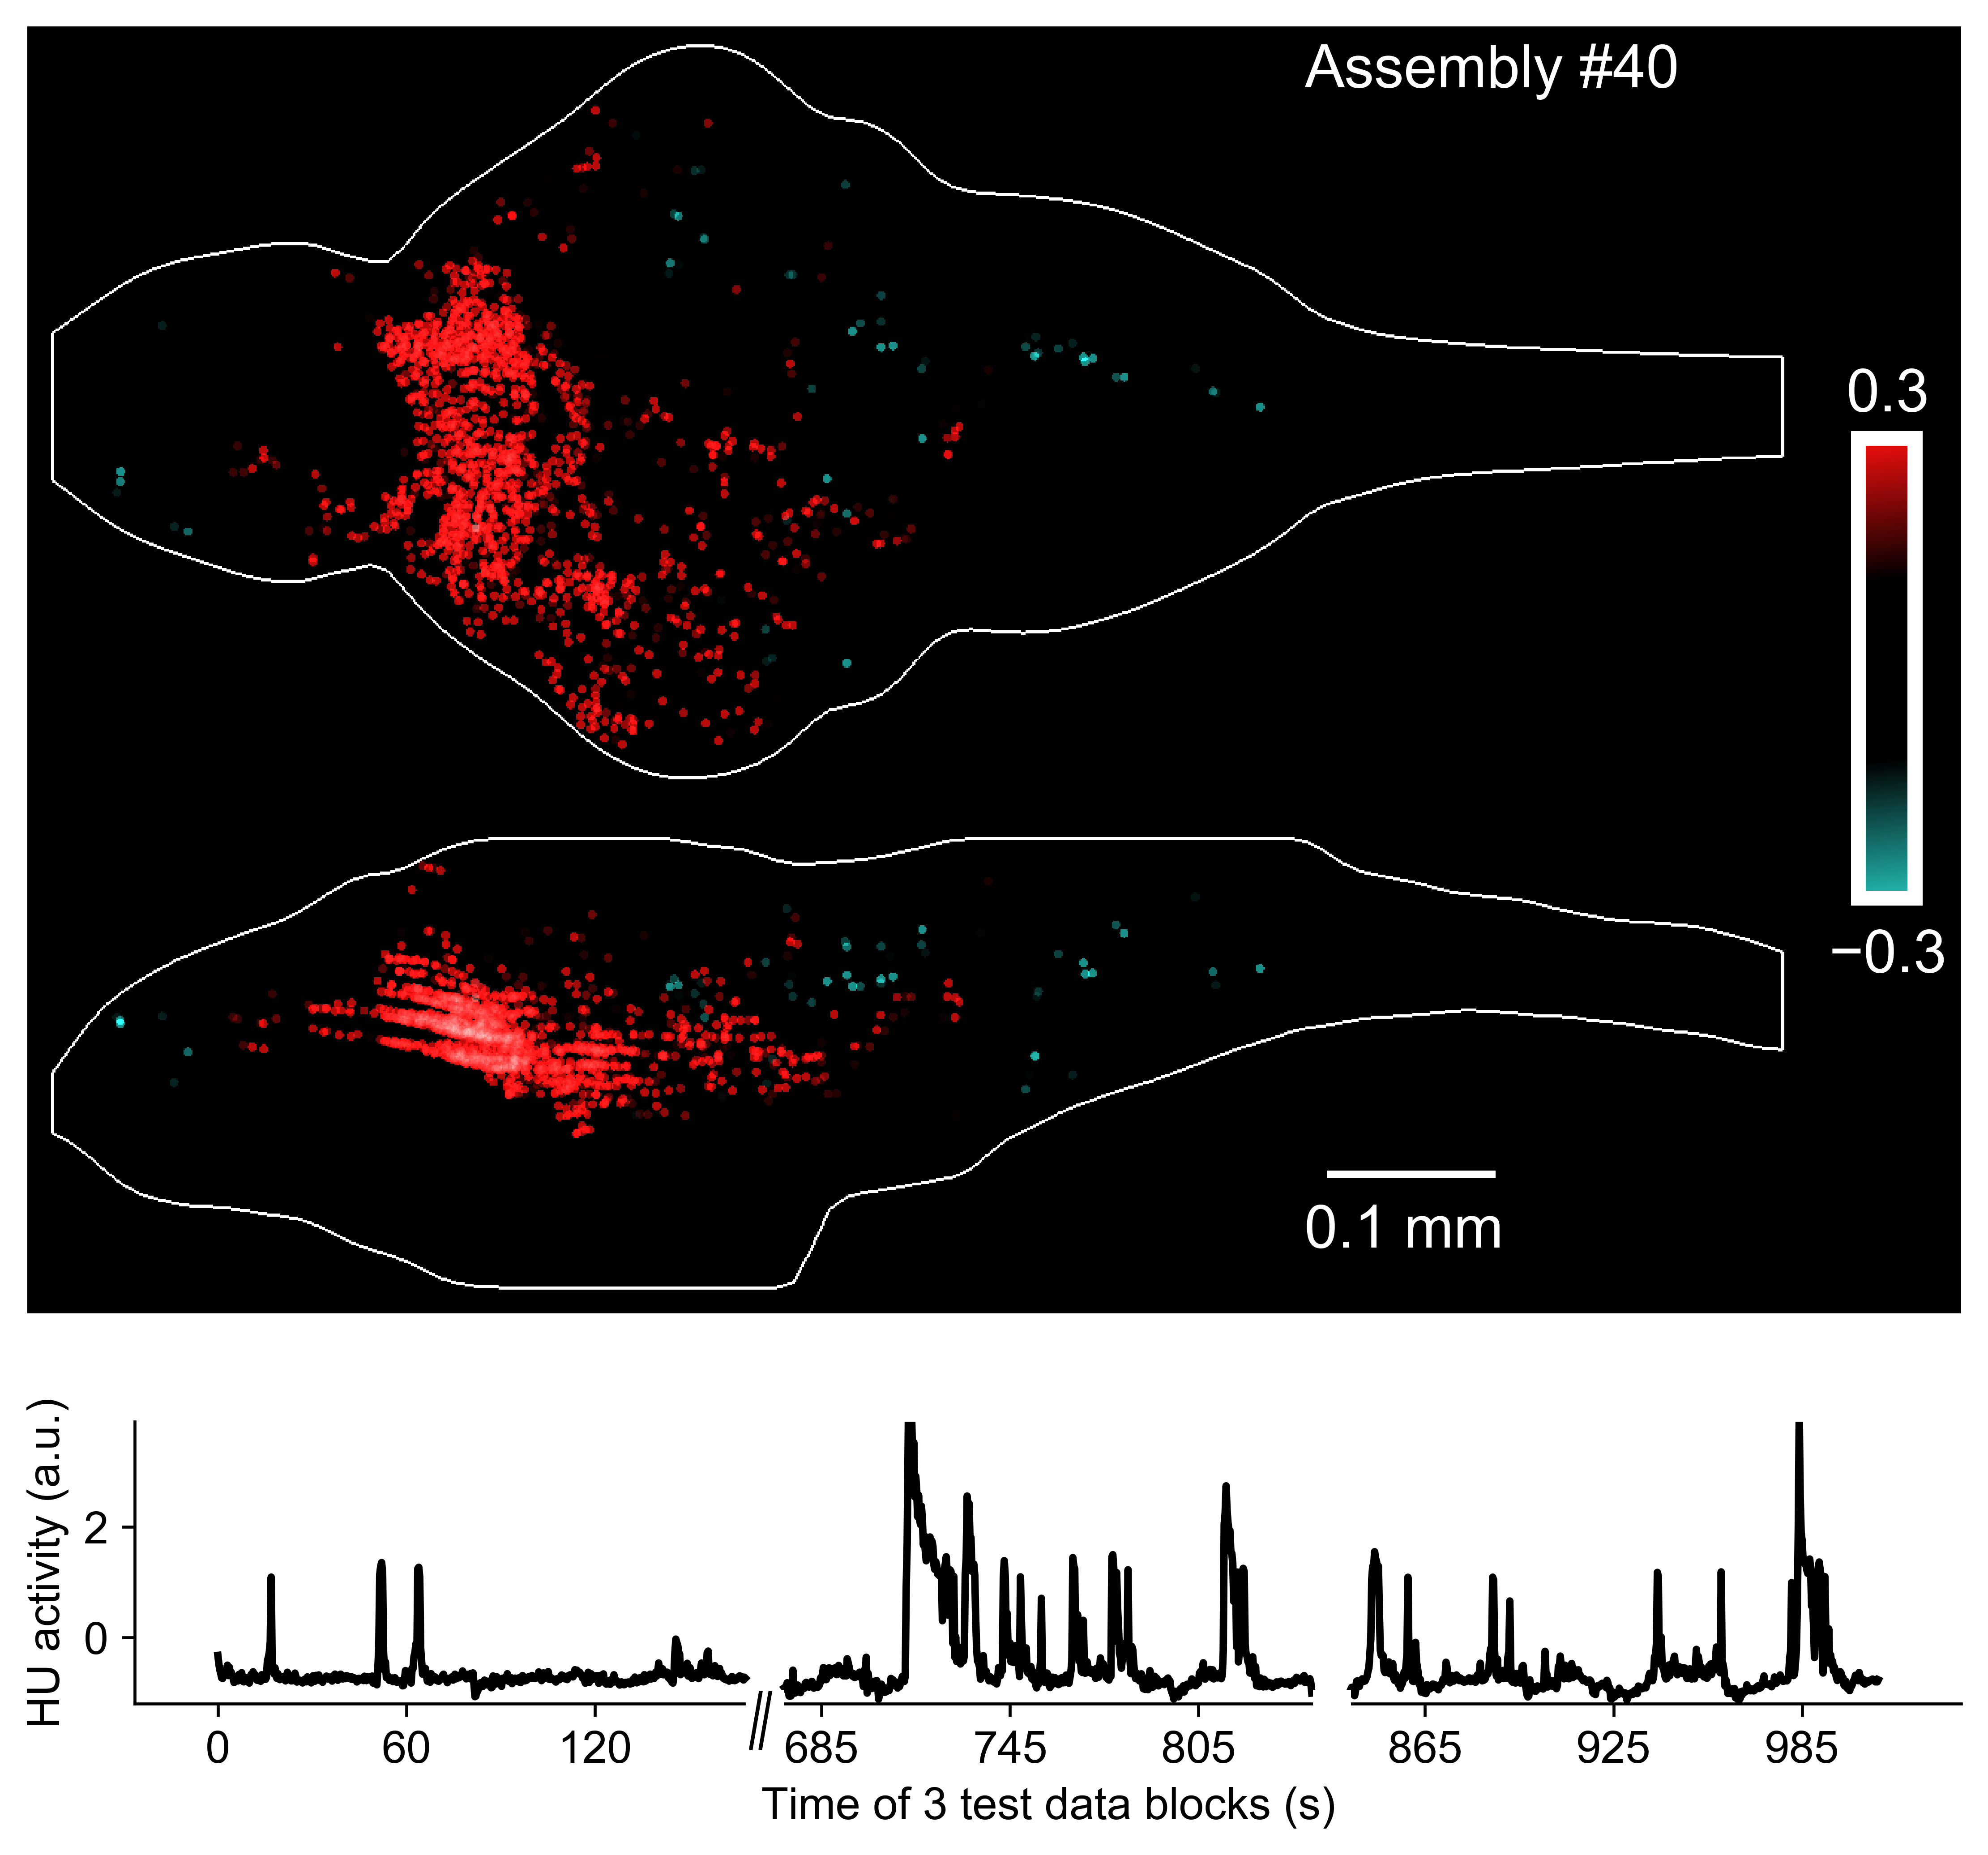 Assembly #40
0.3
−0.3
0.1 mm
HU activity (a.u.)
2
0
0 60 120 685 745 805 865 925 985
Time of 3 test data blocks (s)